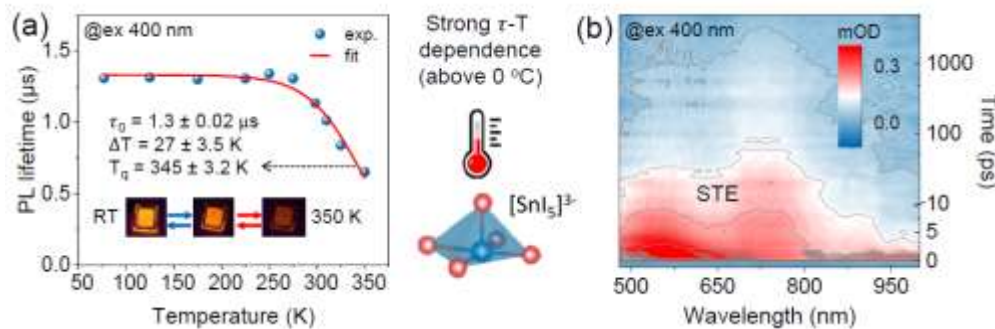 (a)
@ex 400 nm
exp.
fit
1.5
1.0
0.5
0.0
PL lifetime (µs)
τ₀ = 1.3 ± 0.02 µs
ΔT = 27 ± 3.5 K
T_q = 345 ± 3.2 K
RT
350 K
50 100 150 200 250 300 350
Temperature (K)
Strong τ-T
dependence
(above 0 °C)
[SnI₅]³⁻
(b)
@ex 400 nm
mOD
0.3
0.0
STE
1000
100
10
5
0
Time (ps)
500 650 800 950
Wavelength (nm)